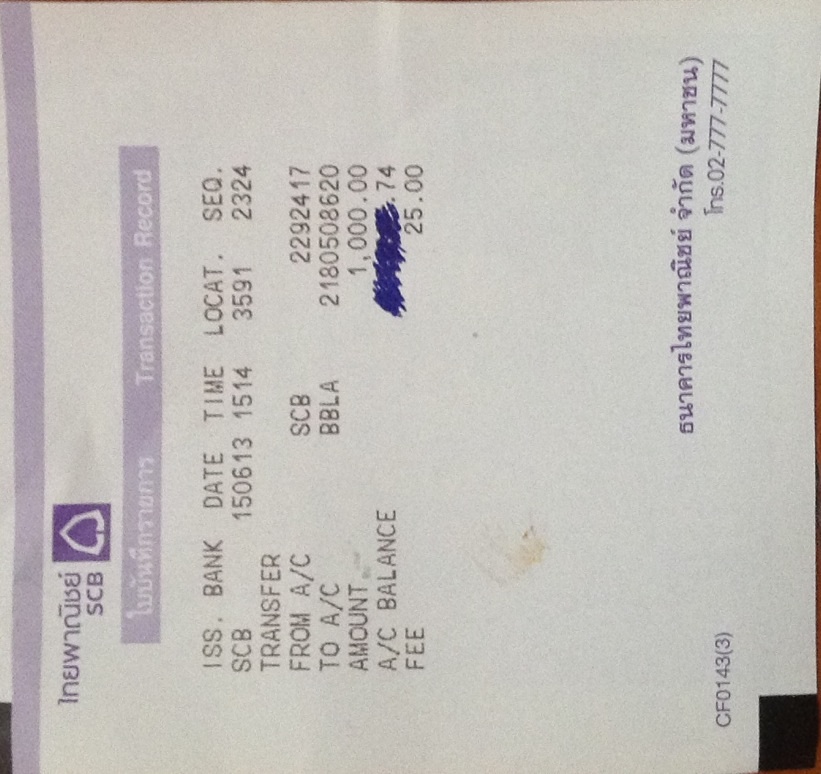 ไทยพาณิชย์
SCB
ใบบันทึกรายการ Transaction Record
ISS. BANK DATE TIME LOCAT. SEQ.
SCB 150613 1514 3591 2324
TRANSFER
FROM A/C SCB 2292417
TO A/C BBLA 2180508620
AMOUNT 1,000.00
A/C BALANCE .74
FEE 25.00
ธนาคารไทยพาณิชย์ จำกัด (มหาชน)
โทร.02-777-7777
CF0143(3)